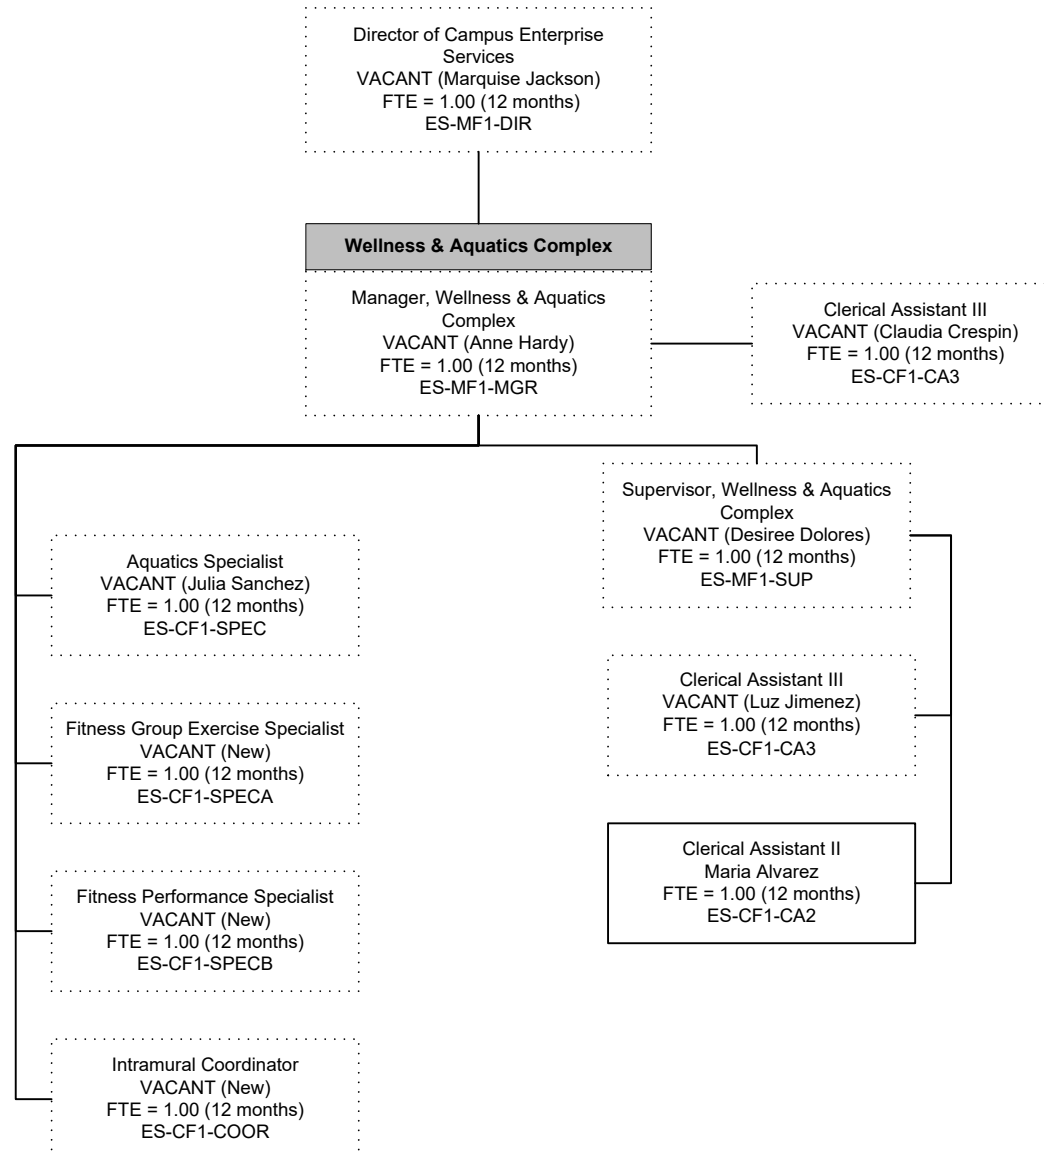 Director of Campus Enterprise
Services
VACANT (Marquise Jackson)
FTE = 1.00 (12 months)
ES-MF1-DIR
Wellness & Aquatics Complex
Manager, Wellness & Aquatics
Complex
VACANT (Anne Hardy)
FTE = 1.00 (12 months)
ES-MF1-MGR
Clerical Assistant III
VACANT (Claudia Crespin)
FTE = 1.00 (12 months)
ES-CF1-CA3
Aquatics Specialist
VACANT (Julia Sanchez)
FTE = 1.00 (12 months)
ES-CF1-SPEC
Fitness Group Exercise Specialist
VACANT (New)
FTE = 1.00 (12 months)
ES-CF1-SPECA
Fitness Performance Specialist
VACANT (New)
FTE = 1.00 (12 months)
ES-CF1-SPECB
Intramural Coordinator
VACANT (New)
FTE = 1.00 (12 months)
ES-CF1-COOR
Supervisor, Wellness & Aquatics
Complex
VACANT (Desiree Dolores)
FTE = 1.00 (12 months)
ES-MF1-SUP
Clerical Assistant III
VACANT (Luz Jimenez)
FTE = 1.00 (12 months)
ES-CF1-CA3
Clerical Assistant II
Maria Alvarez
FTE = 1.00 (12 months)
ES-CF1-CA2